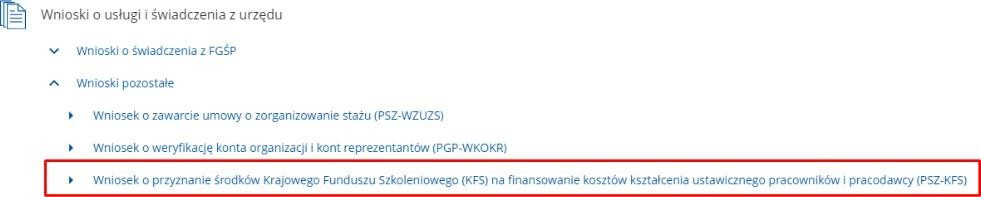 Wnioski o usługi i świadczenia z urzędu
Wnioski o świadczenia z FGŚP
Wnioski pozostałe
Wniosek o zawarcie umowy o zorganizowanie stażu (PSZ-WZUZS)
Wniosek o weryfikację konta organizacji i kont reprezentantów (PGP-WKOKR)
Wniosek o przyznanie środków Krajowego Funduszu Szkoleniowego (KFS) na finansowanie kosztów kształcenia ustawicznego pracowników i pracodawcy (PSZ-KFS)